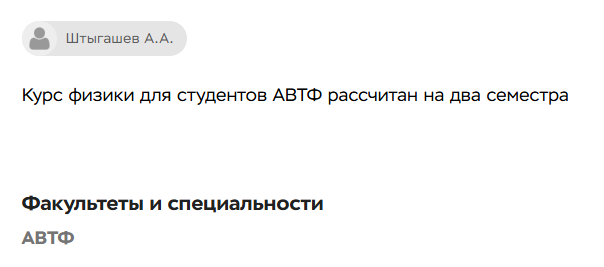 Штыгашев А.А.
Курс физики для студентов АВТФ рассчитан на два семестра
Факультеты и специальности
АВТФ